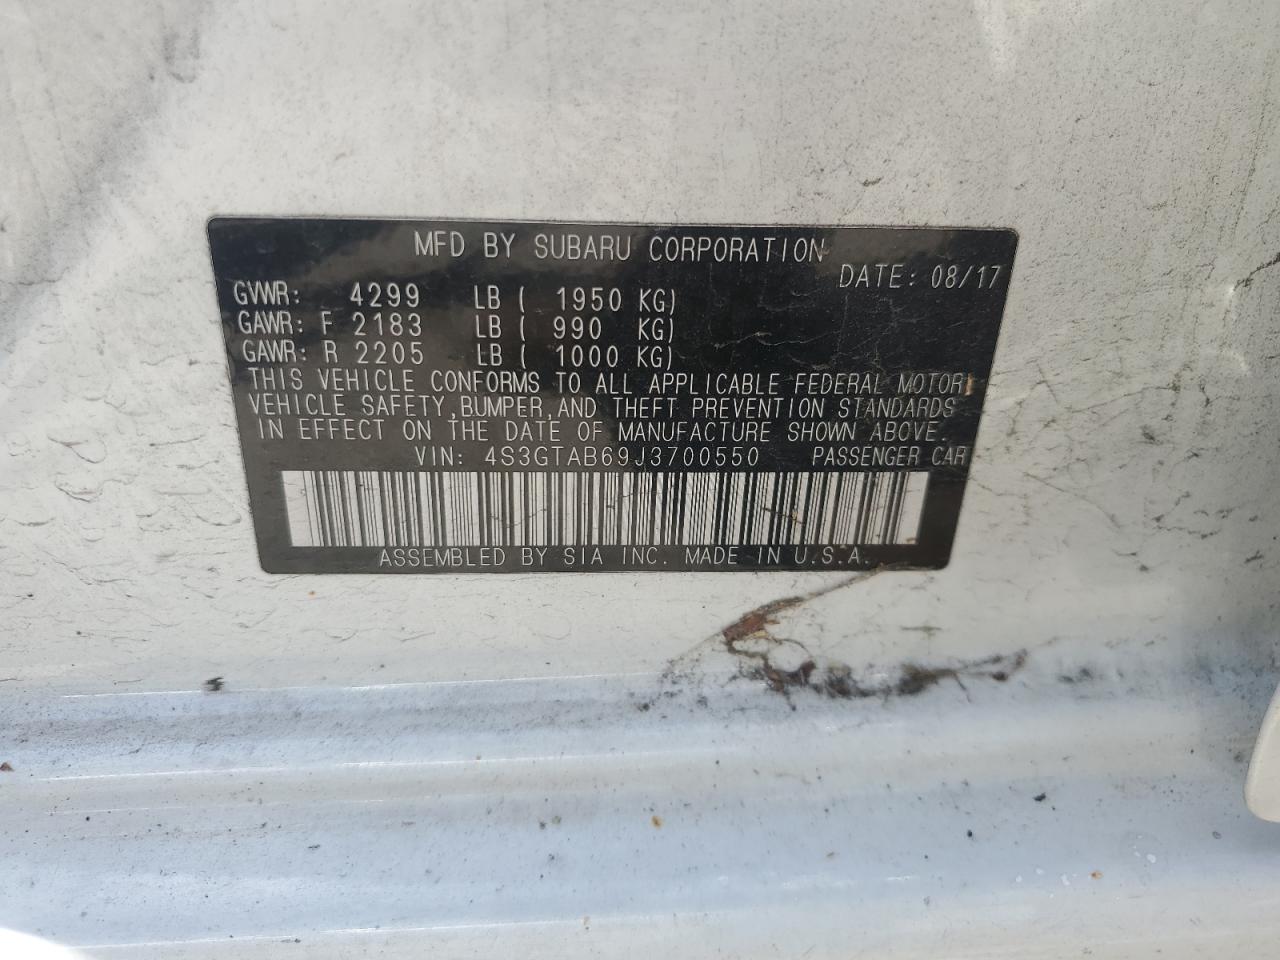 MFD BY SUBARU CORPORATION
DATE: 08/17
GVWR: 4299 LB ( 1950 KG)
GAWR: F 2183 LB ( 990 KG)
GAWR: R 2205 LB ( 1000 KG)
THIS VEHICLE CONFORMS TO ALL APPLICABLE FEDERAL MOTOR
VEHICLE SAFETY,BUMPER,AND THEFT PREVENTION STANDARDS
IN EFFECT ON THE DATE OF MANUFACTURE SHOWN ABOVE.
VIN: 4S3GTAB69J3700550 PASSENGER CAR
ASSEMBLED BY SIA INC. MADE IN U.S.A.